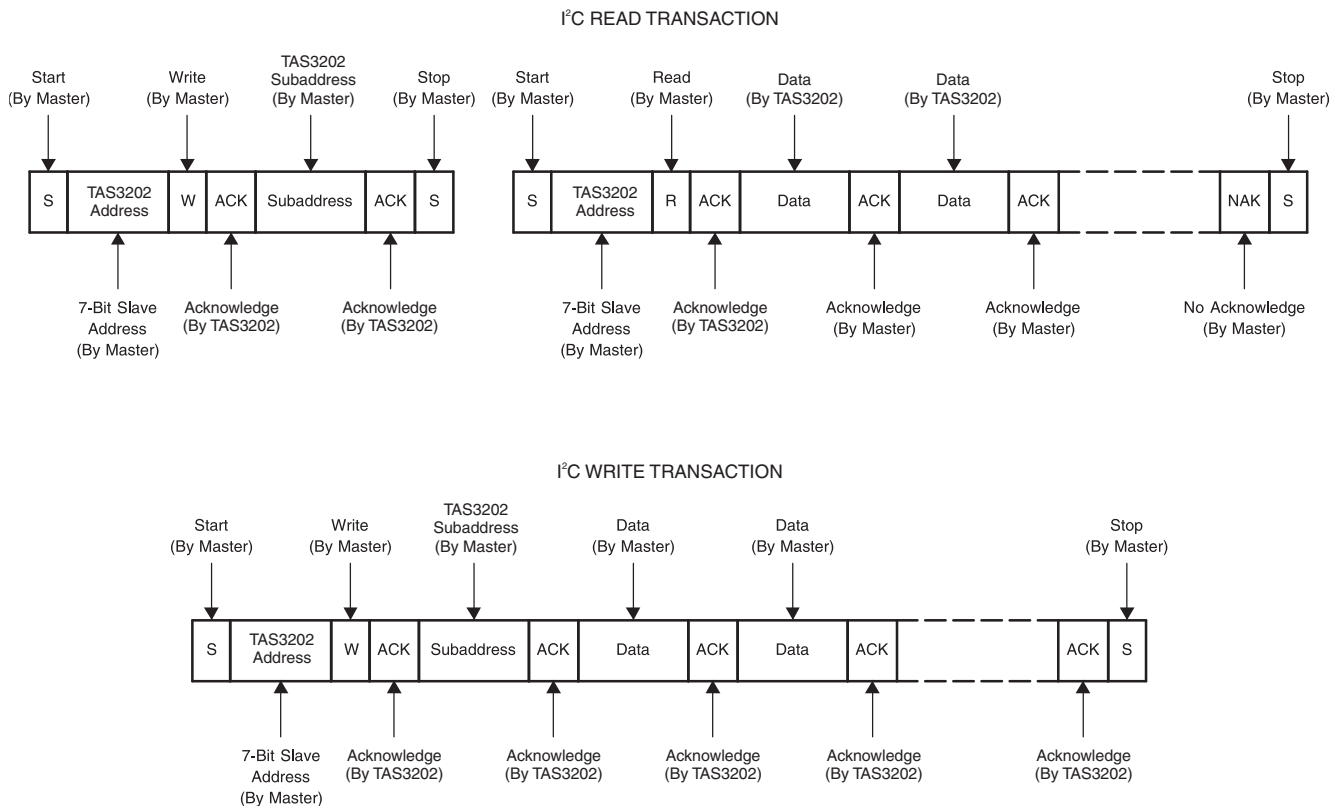 I²C READ TRANSACTION
TAS3202
Start Write Subaddress Stop Start Read Data Data Stop
(By Master) (By Master) (By Master) (By Master) (By Master) (By Master) (By TAS3202) (By TAS3202) (By Master)
S TAS3202 Address W ACK Subaddress ACK S S TAS3202 Address R ACK Data ACK Data ACK NAK S
7-Bit Slave Acknowledge Acknowledge 7-Bit Slave Acknowledge Acknowledge Acknowledge No Acknowledge
Address (By TAS3202) (By TAS3202) Address (By TAS3202) (By Master) (By Master) (By Master)
(By Master) (By Master)
I²C WRITE TRANSACTION
TAS3202
Start Write Subaddress Data Data Stop
(By Master) (By Master) (By Master) (By Master) (By Master) (By Master)
S TAS3202 Address W ACK Subaddress ACK Data ACK Data ACK ACK S
7-Bit Slave Acknowledge Acknowledge Acknowledge Acknowledge Acknowledge
Address (By TAS3202) (By TAS3202) (By TAS3202) (By TAS3202) (By TAS3202)
(By Master)